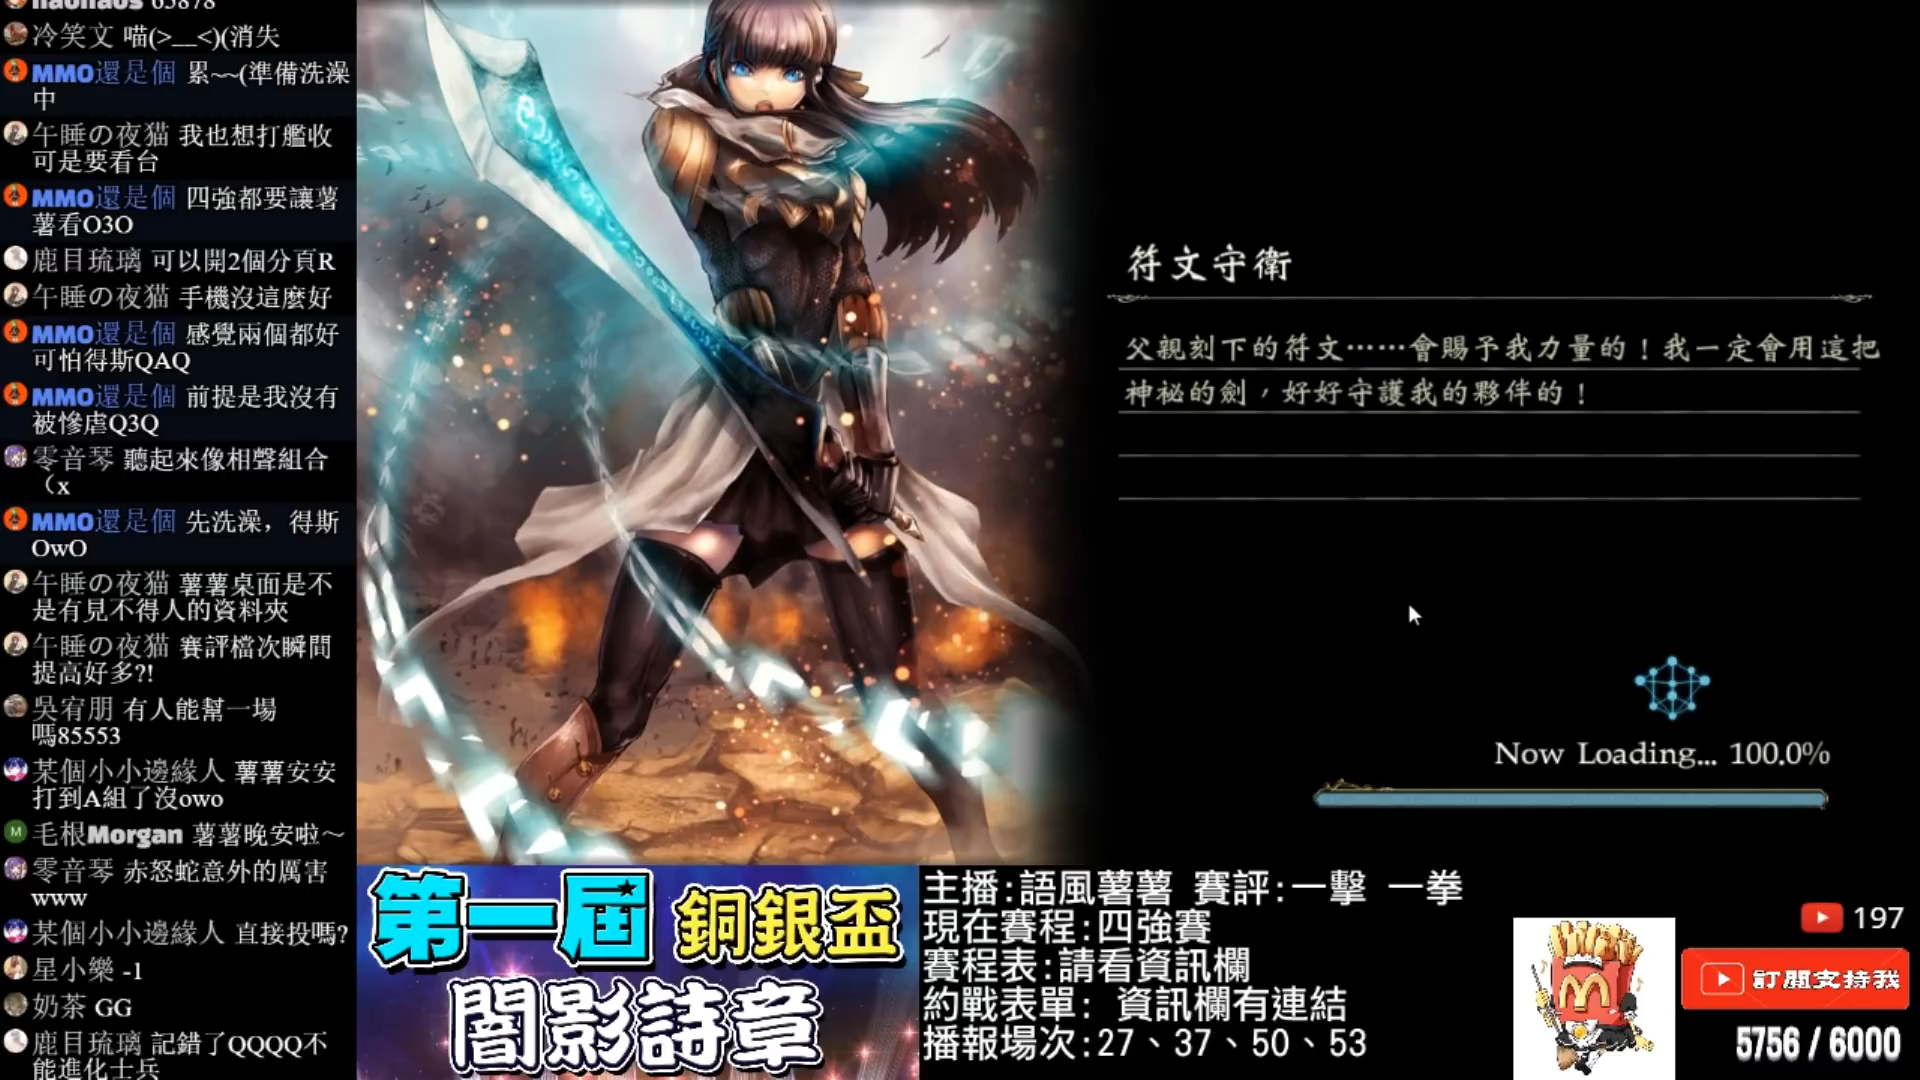 naonaos 65878
冷笑文 喵(>__<)(消失
MMO還是個 累~~(準備洗澡
中
午睡の夜猫 我也想打艦收
可是要看台
MMO還是個 四強都要讓薯
薯看O3O
鹿目琉璃 可以開2個分頁R
午睡の夜猫 手機沒這麼好
MMO還是個 感覺兩個都好
可怕得斯QAQ
MMO還是個 前提是我沒有
被慘虐Q3Q
零音琴 聽起來像相聲組合
（x
MMO還是個 先洗澡，得斯
OwO
午睡の夜猫 薯薯桌面是不
是有見不得人的資料夾
午睡の夜猫 賽評檔次瞬間
提高好多?!
吳宥朋 有人能幫一場
嗎85553
某個小小邊緣人 薯薯安安
打到A組了沒owo
M
毛根Morgan 薯薯晚安啦～
零音琴 赤怒蛇意外的厲害
www
某個小小邊緣人 直接投嗎?
星小樂 -1
奶茶 GG
鹿目琉璃 記錯了QQQQ不
能進化士兵
符文守衛
父親刻下的符文……會賜予我力量的！我一定會用這把
神祕的劍，好好守護我的夥伴的！
Now Loading... 100.0%
第一屆 銅銀盃
闇影詩章
主播:語風薯薯 賽評:一擊 一拳
現在賽程:四強賽
賽程表:請看資訊欄
約戰表單: 資訊欄有連結
播報場次:27、37、50、53
197
訂閱支持我
5756 / 6000